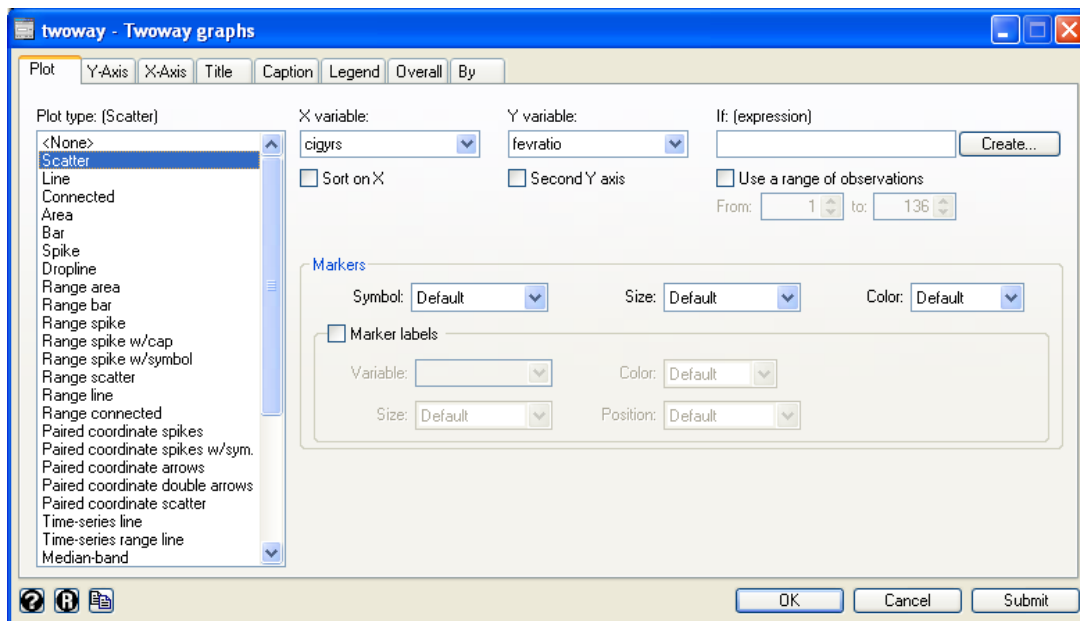 twoway - Twoway graphs
Plot Y-Axis X-Axis Title Caption Legend Overall By
Plot type: (Scatter)
<None>
Scatter
Line
Connected
Area
Bar
Spike
Dropline
Range area
Range bar
Range spike
Range spike w/cap
Range spike w/symbol
Range scatter
Range line
Range connected
Paired coordinate spikes
Paired coordinate spikes w/sym.
Paired coordinate arrows
Paired coordinate double arrows
Paired coordinate scatter
Time-series line
Time-series range line
Median-band
X variable: Y variable: If: (expression)
cigyrs fevratio Create...
Sort on X Second Y axis Use a range of observations
From: 1 to: 136
Markers
Symbol: Default Size: Default Color: Default
Marker labels
Variable: Color: Default
Size: Default Position: Default
? R OK Cancel Submit